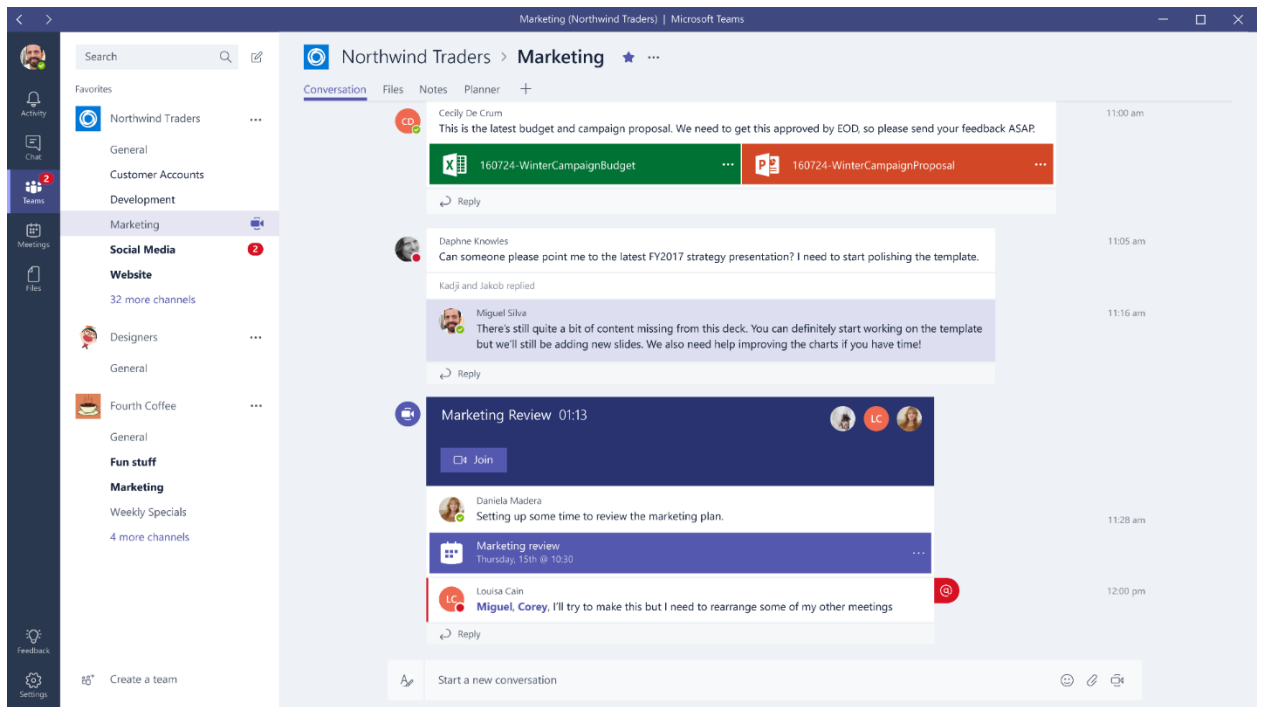 Marketing (Northwind Traders) | Microsoft Teams
Activity
Chat
2
Teams
Meetings
Files
Feedback
Settings
Search
Favorites
Northwind Traders
General
Customer Accounts
Development
Marketing
Social Media 2
Website
32 more channels
Designers
General
Fourth Coffee
General
Fun stuff
Marketing
Weekly Specials
4 more channels
Create a team
Northwind Traders > Marketing
Conversation Files Notes Planner
CD
Cecily De Crum 11:00 am
This is the latest budget and campaign proposal. We need to get this approved by EOD, so please send your feedback ASAP.
160724-WinterCampaignBudget 160724-WinterCampaignProposal
Reply
Daphne Knowles 11:05 am
Can someone please point me to the latest FY2017 strategy presentation? I need to start polishing the template.
Kadji and Jakob replied
Miguel Silva 11:16 am
There's still quite a bit of content missing from this deck. You can definitely start working on the template
but we'll still be adding new slides. We also need help improving the charts if you have time!
Reply
Marketing Review 01:13 LC
Join
Daniela Madera
Setting up some time to review the marketing plan. 11:28 am
Marketing review
Thursday, 15th @ 10:30
LC
Louisa Cain @ 12:00 pm
Miguel, Corey, I'll try to make this but I need to rearrange some of my other meetings
Reply
Start a new conversation